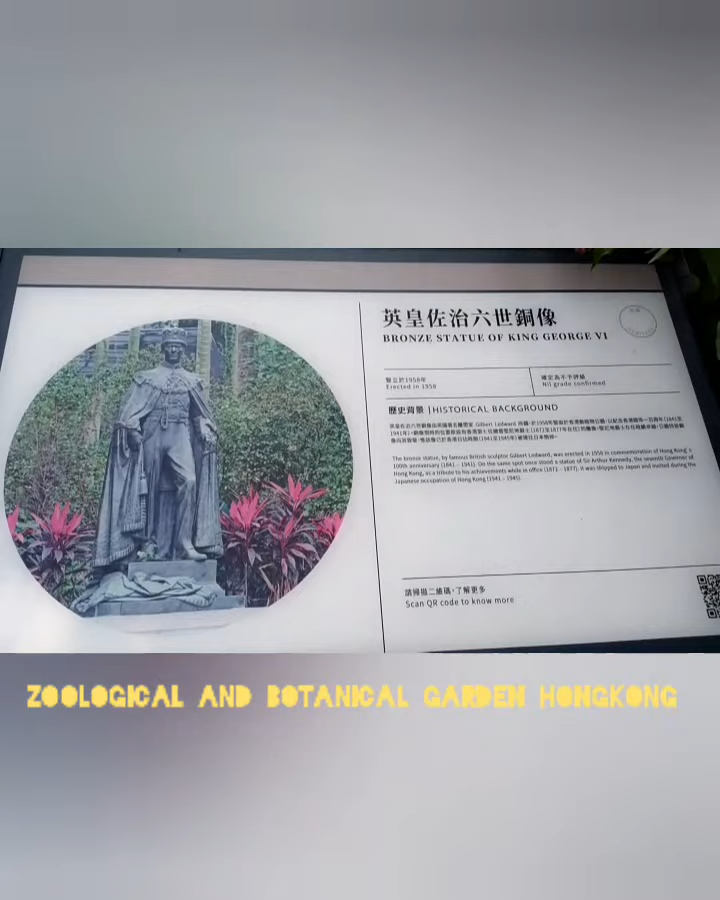 英皇佐治六世銅像
BRONZE STATUE OF KING GEORGE VI
豎立於1958年
Erected in 1958
確定為不予評級
Nil grade confirmed
歷史背景 | HISTORICAL BACKGROUND
The bronze statue, by famous British sculptor Gilbert Ledward, was erected in 1958 in commemoration of Hong Kong's
100th anniversary (1841 – 1941). On the same spot once stood a statue of Sir Arthur Kennedy, the seventh Governor of
Hong Kong, as a tribute to his achievements while in office (1872 – 1877). It was shipped to Japan and melted during the
Japanese occupation of Hong Kong (1941 – 1945).
請掃描二維碼，了解更多
Scan QR code to know more
ZOOLOGICAL AND BOTANICAL GARDEN HONGKONG